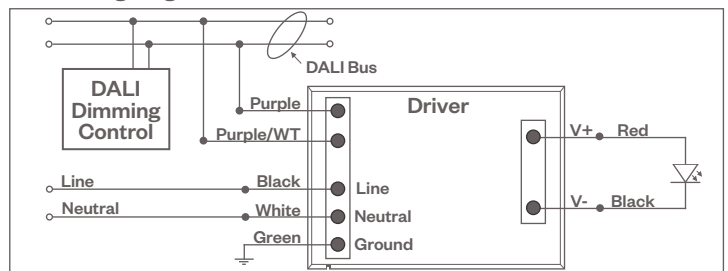 DALI Bus
DALI
Dimming
Control
Driver
Purple
Purple/WT
V+ Red
Line Black Line
Neutral White Neutral
V- Black
Green Ground